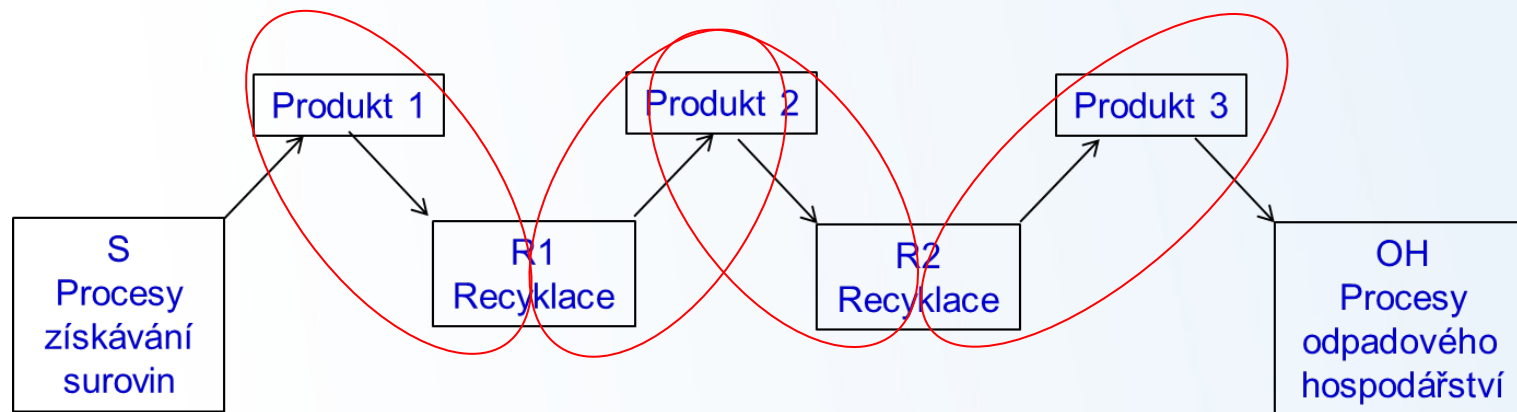 Produkt 1
Produkt 2
Produkt 3
S
Procesy
získávání
surovin
R1
Recyklace
R2
Recyklace
OH
Procesy
odpadového
hospodářství